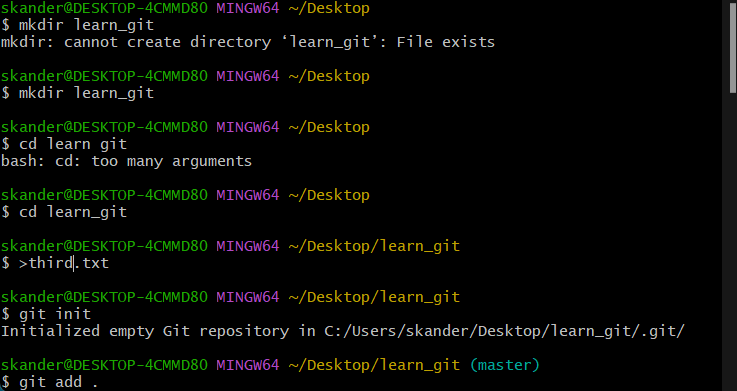 skander@DESKTOP-4CMMD80 MINGW64 ~/Desktop
$ mkdir learn_git
mkdir: cannot create directory ‘learn_git’: File exists
skander@DESKTOP-4CMMD80 MINGW64 ~/Desktop
$ mkdir learn_git
skander@DESKTOP-4CMMD80 MINGW64 ~/Desktop
$ cd learn git
bash: cd: too many arguments
skander@DESKTOP-4CMMD80 MINGW64 ~/Desktop
$ cd learn_git
skander@DESKTOP-4CMMD80 MINGW64 ~/Desktop/learn_git
$ >third.txt
skander@DESKTOP-4CMMD80 MINGW64 ~/Desktop/learn_git
$ git init
Initialized empty Git repository in C:/Users/skander/Desktop/learn_git/.git/
skander@DESKTOP-4CMMD80 MINGW64 ~/Desktop/learn_git (master)
$ git add .